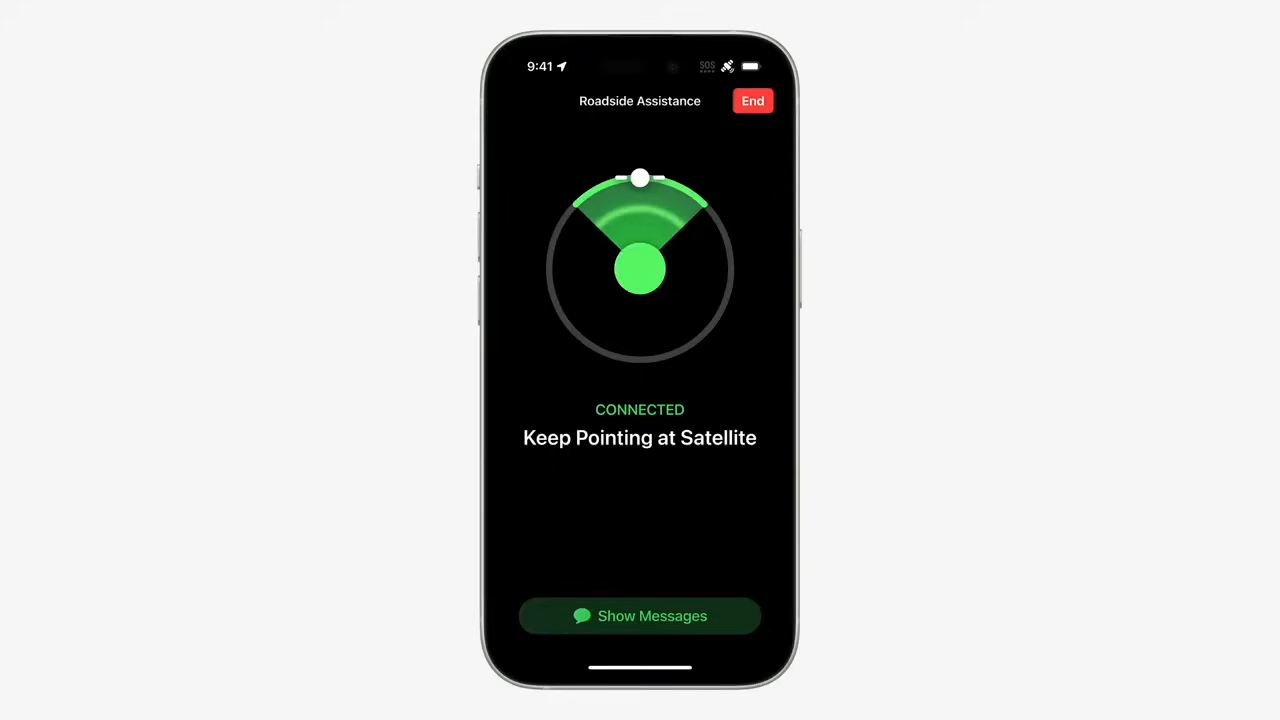 9:41
SOS
Roadside Assistance
End
CONNECTED
Keep Pointing at Satellite
Show Messages